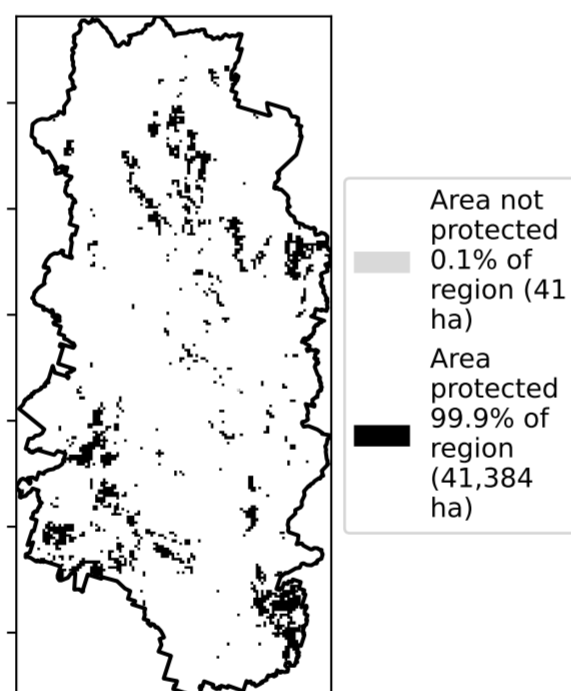 Area not
protected
0.1% of
region (41
ha)
Area
protected
99.9% of
region
(41,384
ha)